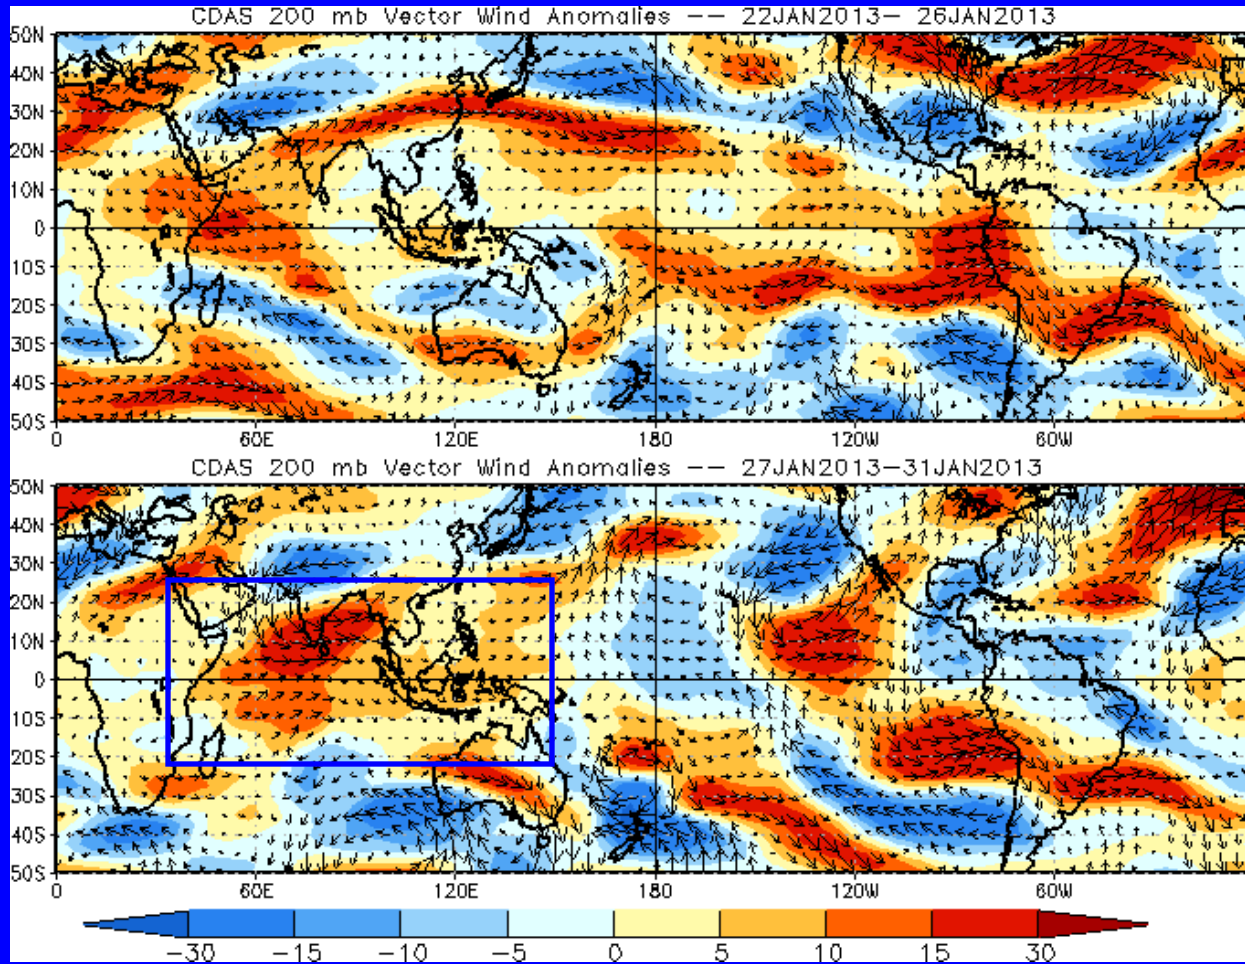 CDAS 200 mb Vector Wind Anomalies -- 22JAN2013- 26JAN2013
50N
40N
30N
20N
10N
0
10S
20S
30S
40S
50S
0 60E 120E 180 120W 60W
CDAS 200 mb Vector Wind Anomalies -- 27JAN2013-31JAN2013
50N
40N
30N
20N
10N
0
10S
20S
30S
40S
50S
0 60E 120E 180 120W 60W
-30 -15 -10 -5 0 5 10 15 30